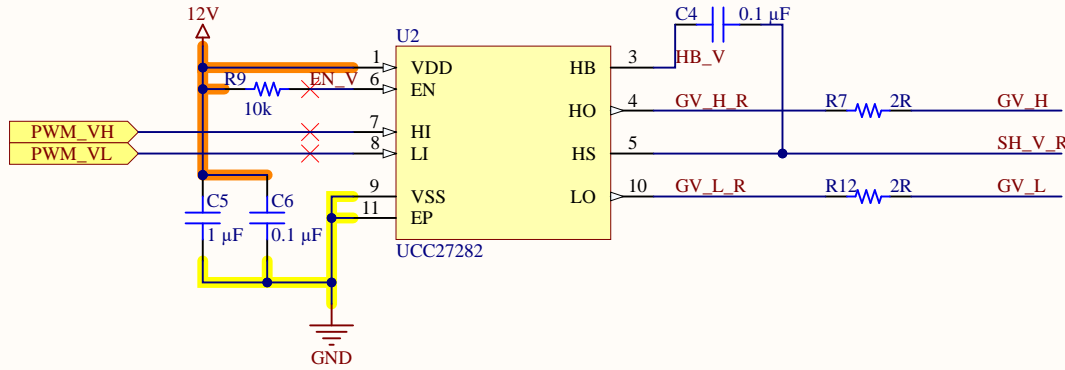 12V
C4 0.1 µF
U2
1 VDD HB 3 HB_V
R9 EN_V 6 EN
10k
HO 4 GV_H_R R7 2R GV_H
PWM_VH 7 HI
PWM_VL 8 LI HS 5 SH_V_R
9 VSS LO 10 GV_L_R R12 2R GV_L
C5 C6
11 EP
1 µF 0.1 µF
UCC27282
GND